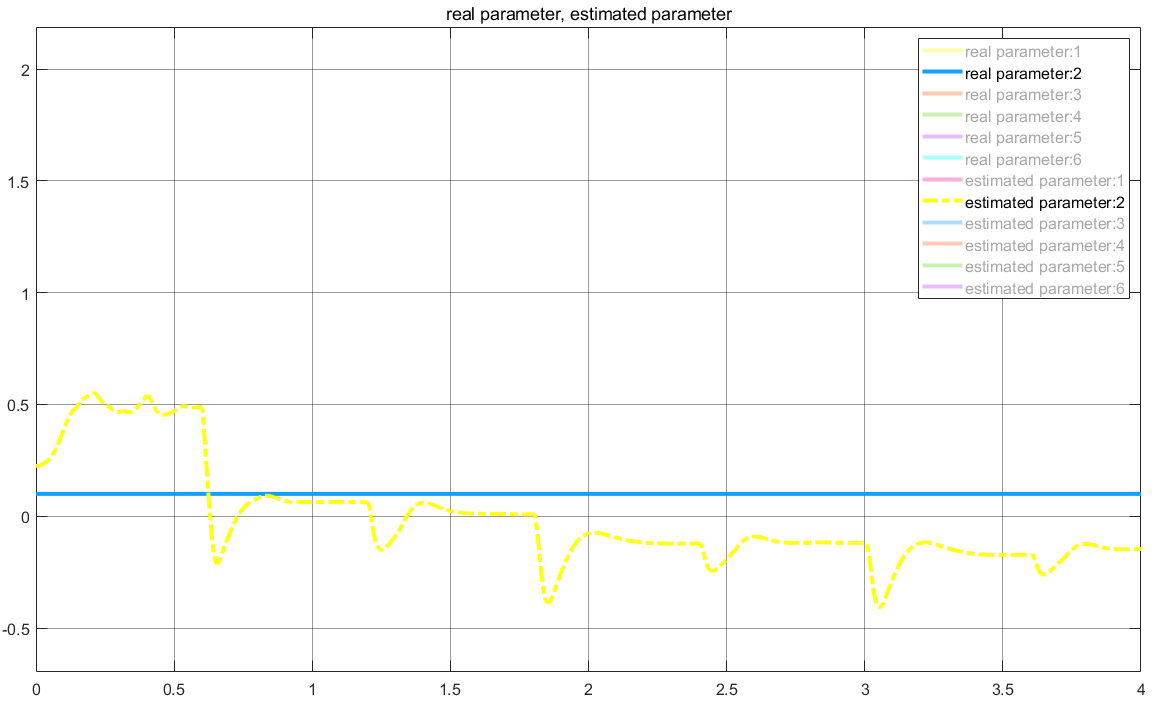 real parameter, estimated parameter
2
1.5
1
0.5
0
-0.5
0 0.5 1 1.5 2 2.5 3 3.5 4
real parameter:1
real parameter:2
real parameter:3
real parameter:4
real parameter:5
real parameter:6
estimated parameter:1
estimated parameter:2
estimated parameter:3
estimated parameter:4
estimated parameter:5
estimated parameter:6